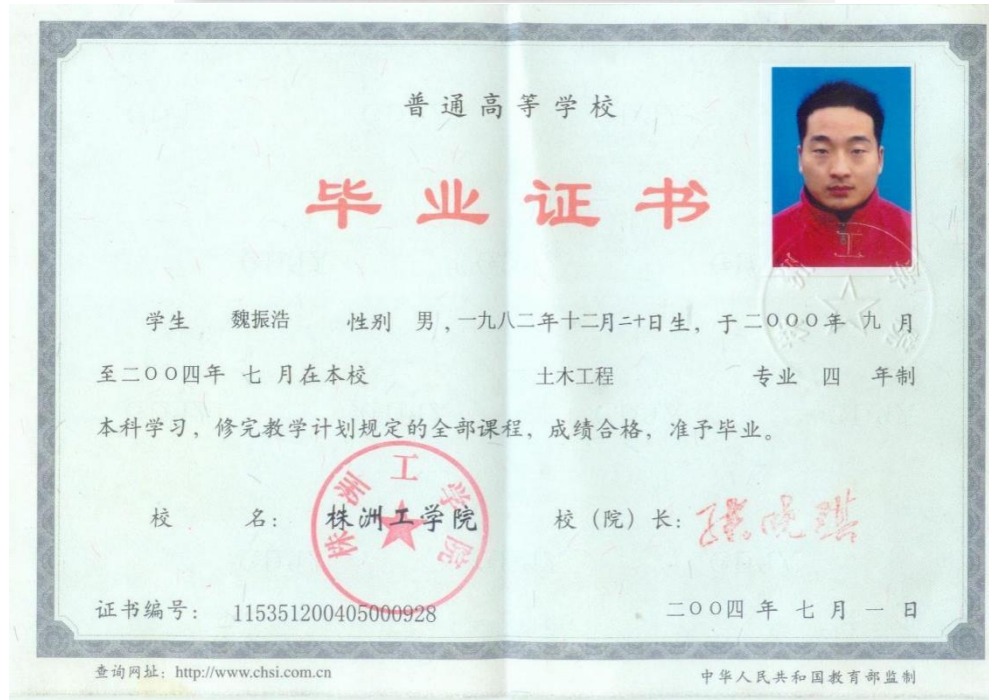 普通高等学校
毕业证书
学生 魏振浩 性别 男，一九八二年十二月二十日生，于二〇〇〇年 九 月
至二〇〇四年 七 月在本校 土木工程 专业 四 年制
本科学习，修完教学计划规定的全部课程，成绩合格，准予毕业。
校 名： 株洲工学院 校（院）长：
株洲工学院
证书编号： 115351200405000928 二〇〇四 年 七 月 一 日
查询网址：http://www.chsi.com.cn 中华人民共和国教育部监制